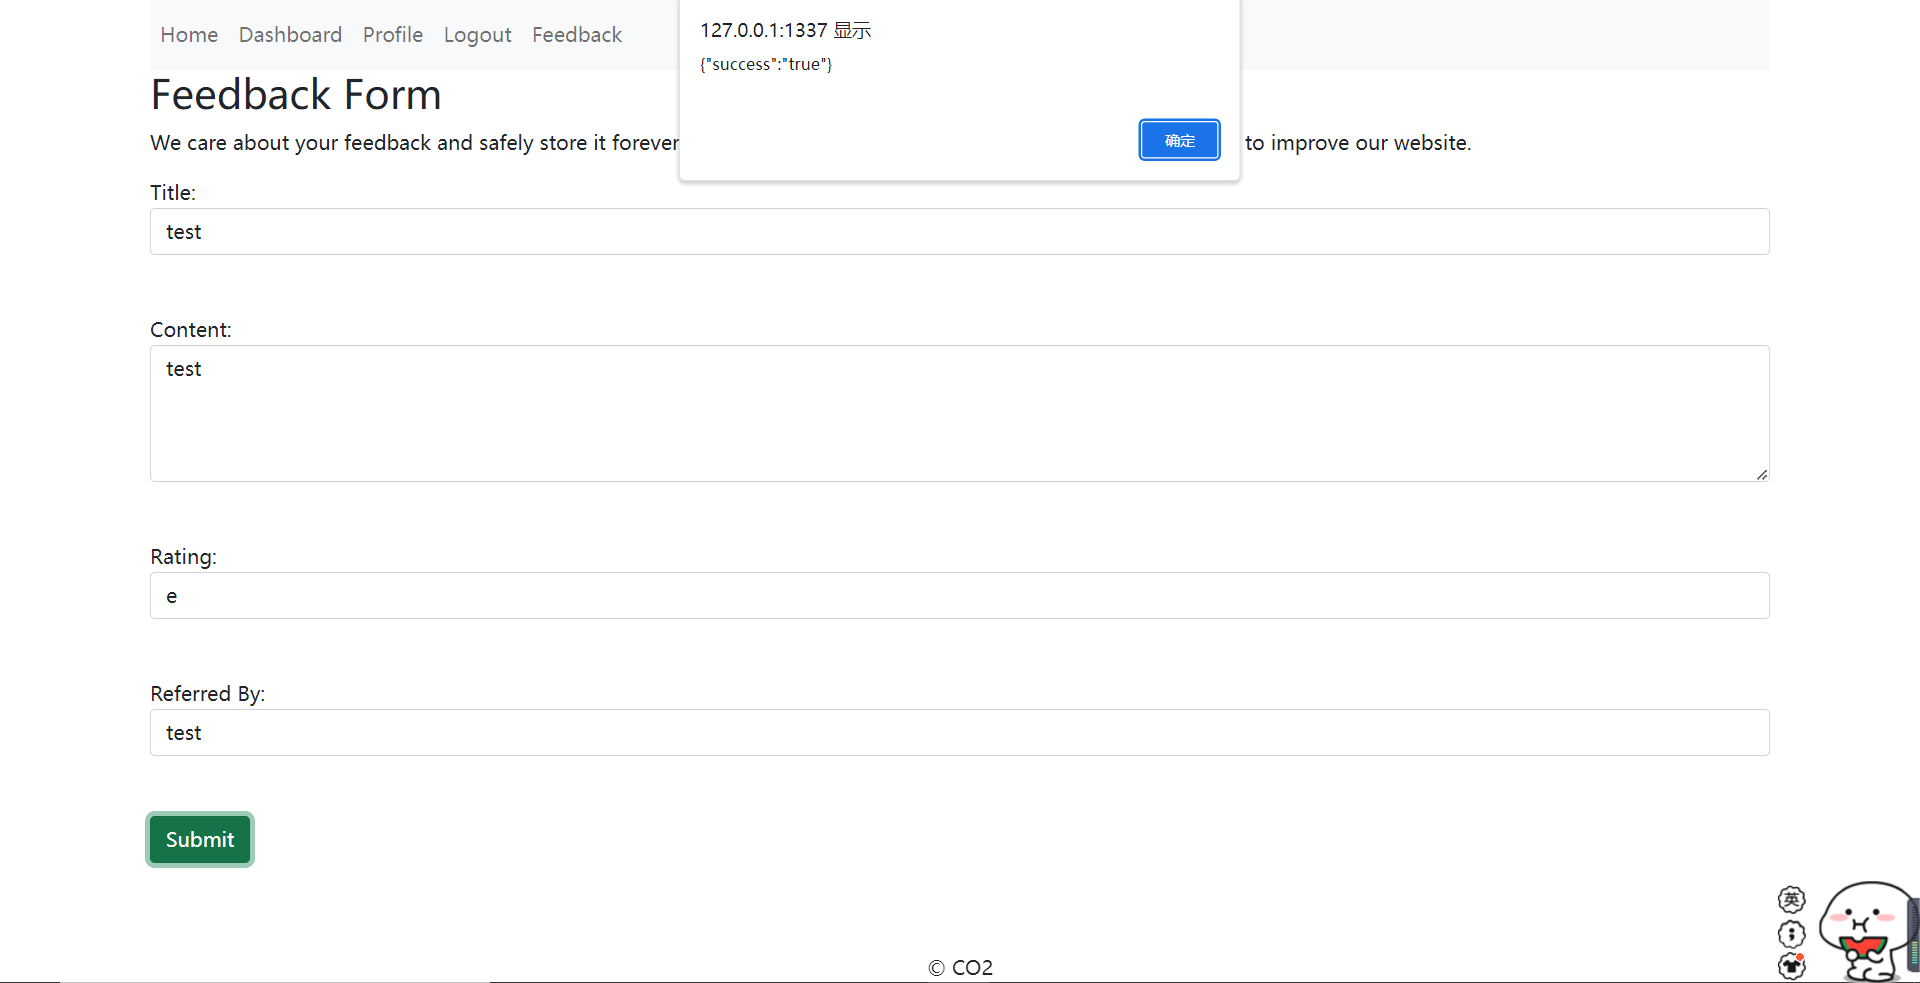 Home Dashboard Profile Logout Feedback
127.0.0.1:1337 显示
{"success":"true"}
确定
Feedback Form
We care about your feedback and safely store it forever
to improve our website.
Title:
test
Content:
test
Rating:
e
Referred By:
test
Submit
英
© CO2